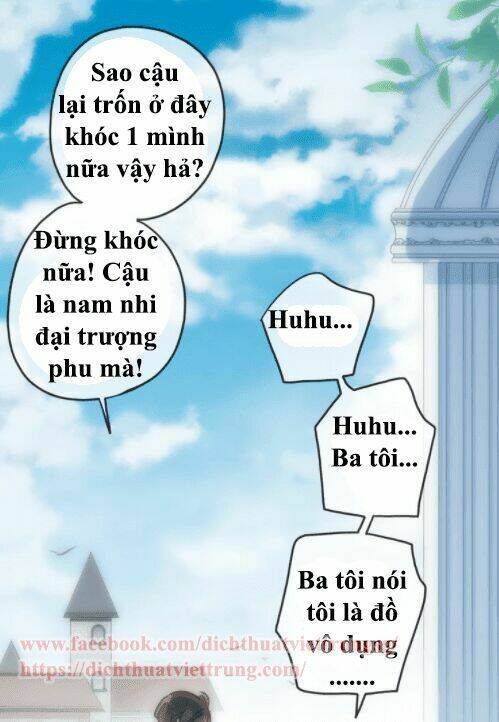 Sao cậu
lại trốn ở đây
khóc 1 mình
nữa vậy hả?
Đừng khóc
nữa! Cậu
là nam nhi
đại trượng
phu mà!
Huhu...
Huhu...
Ba tôi...
Ba tôi nói
tôi là đồ
vô dụng
.......
www.facebook.com/dichthuatviettrung.com/
https://dichthuatviettrung.com/